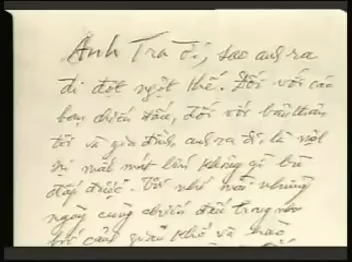 Anh Trà ơi, sao anh ra
đi đột ngột thế. Đối với các
bạn chiến đấu, đối với bản thân
tôi và gia đình, anh ra đi, là một
sự mất mát lớn không gì bù
đắp được. Tôi nhớ mãi những
ngày cùng chiến đấu trong
gian khổ và